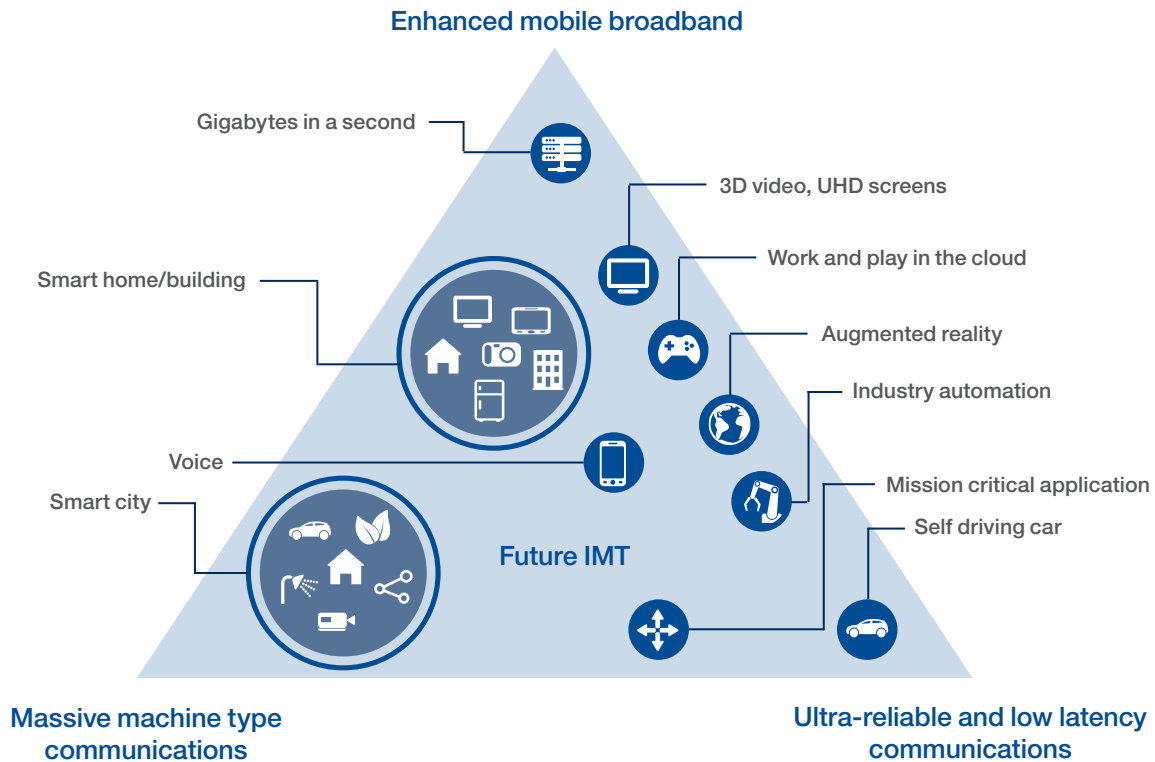 Enhanced mobile broadband
Gigabytes in a second
3D video, UHD screens
Work and play in the cloud
Smart home/building
Augmented reality
Industry automation
Voice
Mission critical application
Smart city
Self driving car
Future IMT
Massive machine type
communications
Ultra-reliable and low latency
communications